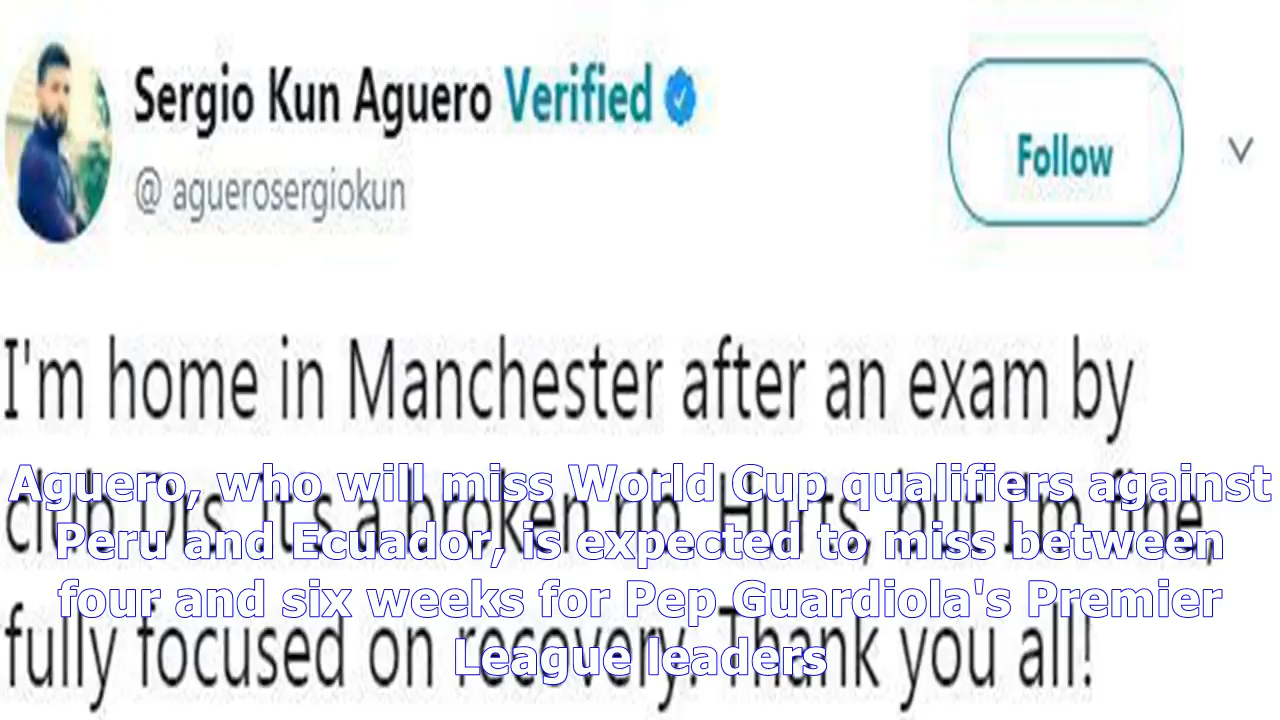 Sergio Kun Aguero Verified
@ aguerosergiokun
Follow
I'm home in Manchester after an exam by
club Drs. It's a broken rib. Hurts, but I'm fine,
Aguero, who will miss World Cup qualifiers against
Peru and Ecuador, is expected to miss between
four and six weeks for Pep Guardiola's Premier
fully focused on recovery. Thank you all!
League leaders